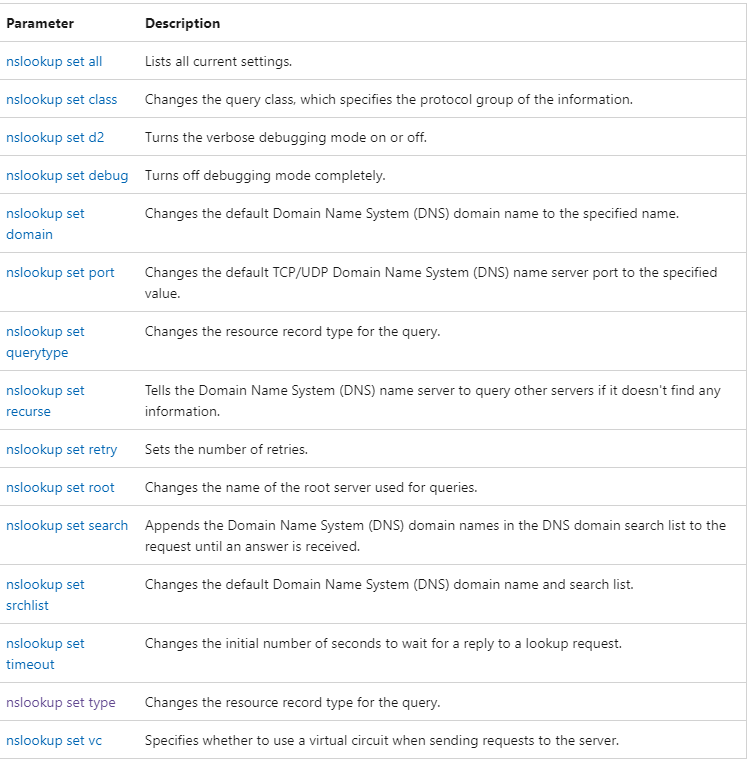 Parameter Description
nslookup set all Lists all current settings.
nslookup set class Changes the query class, which specifies the protocol group of the information.
nslookup set d2 Turns the verbose debugging mode on or off.
nslookup set debug Turns off debugging mode completely.
nslookup set Changes the default Domain Name System (DNS) domain name to the specified name.
domain
nslookup set port Changes the default TCP/UDP Domain Name System (DNS) name server port to the specified
value.
nslookup set Changes the resource record type for the query.
querytype
nslookup set Tells the Domain Name System (DNS) name server to query other servers if it doesn't find any
recurse information.
nslookup set retry Sets the number of retries.
nslookup set root Changes the name of the root server used for queries.
nslookup set search Appends the Domain Name System (DNS) domain names in the DNS domain search list to the
request until an answer is received.
nslookup set Changes the default Domain Name System (DNS) domain name and search list.
srchlist
nslookup set Changes the initial number of seconds to wait for a reply to a lookup request.
timeout
nslookup set type Changes the resource record type for the query.
nslookup set vc Specifies whether to use a virtual circuit when sending requests to the server.